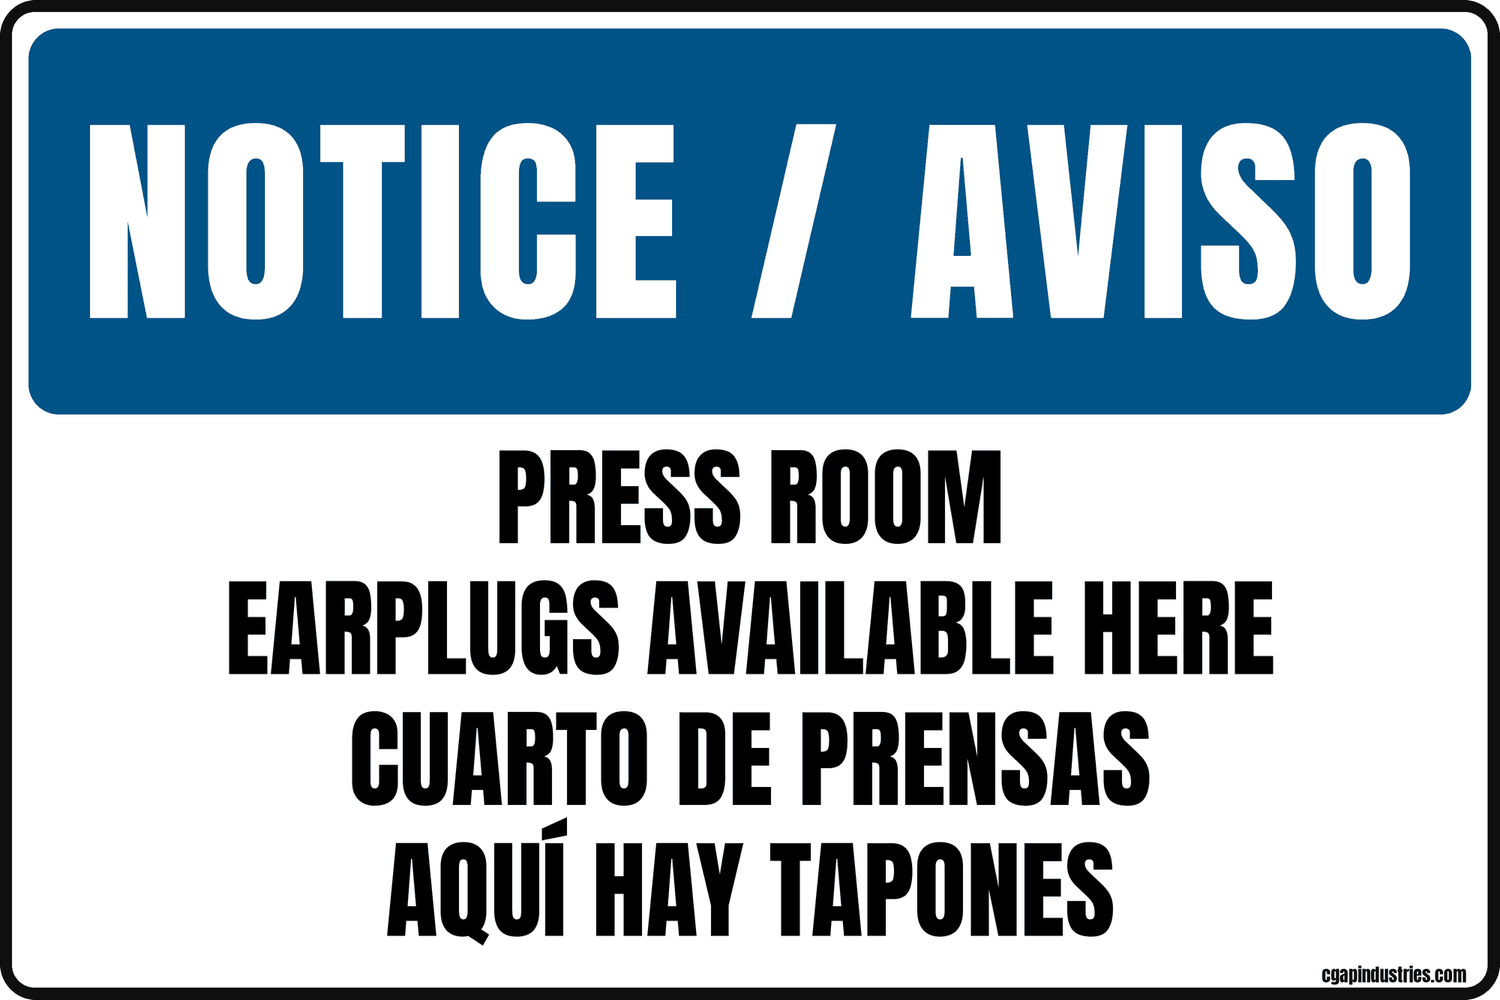 NOTICE / AVISO
PRESS ROOM
EARPLUGS AVAILABLE HERE
CUARTO DE PRENSAS
AQUÍ HAY TAPONES
cgapindustries.com